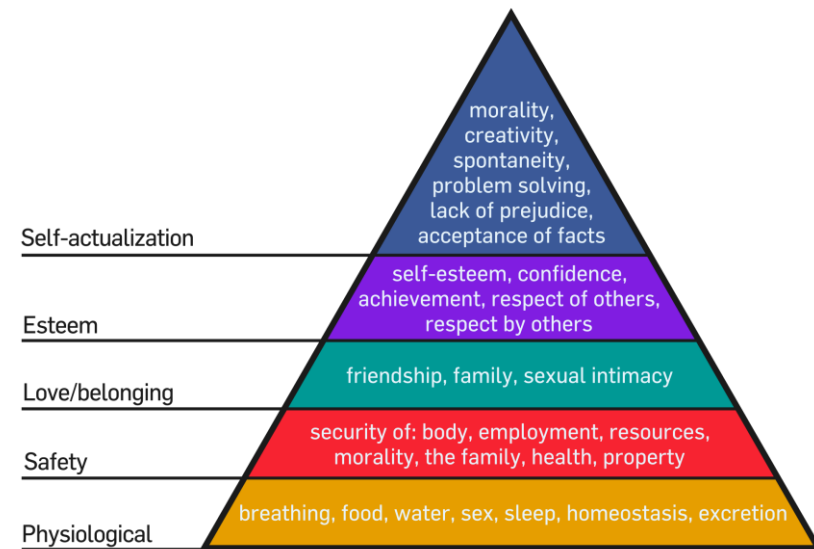 morality,
creativity,
spontaneity,
problem solving,
lack of prejudice,
acceptance of facts
Self-actualization
self-esteem, confidence,
achievement, respect of others,
respect by others
Esteem
friendship, family, sexual intimacy
Love/belonging
security of: body, employment, resources,
morality, the family, health, property
Safety
breathing, food, water, sex, sleep, homeostasis, excretion
Physiological